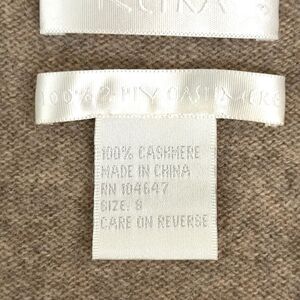 100% 2-PLY CASHMERE
100% CASHMERE
MADE IN CHINA
RN 104647
SIZE: S
CARE ON REVERSE